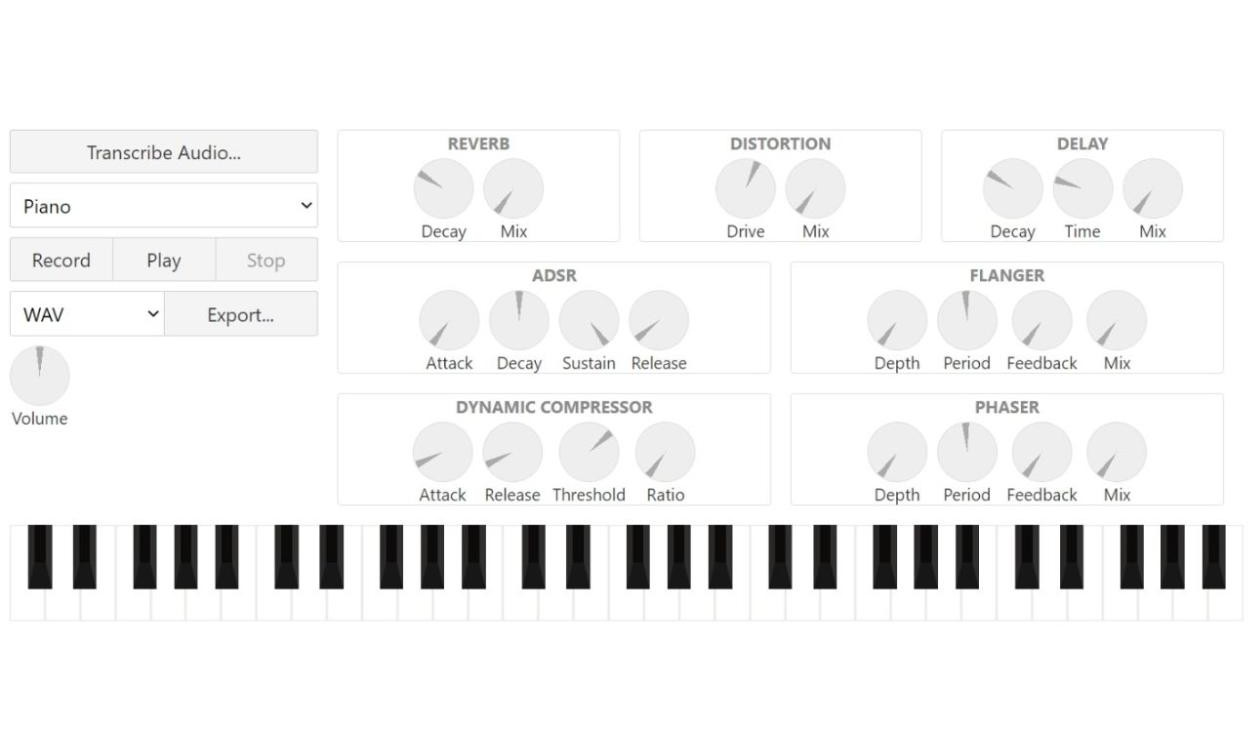 Transcribe Audio...
Piano
Record Play Stop
WAV Export...
Volume
REVERB
Decay Mix
DISTORTION
Drive Mix
DELAY
Decay Time Mix
ADSR
Attack Decay Sustain Release
FLANGER
Depth Period Feedback Mix
DYNAMIC COMPRESSOR
Attack Release Threshold Ratio
PHASER
Depth Period Feedback Mix